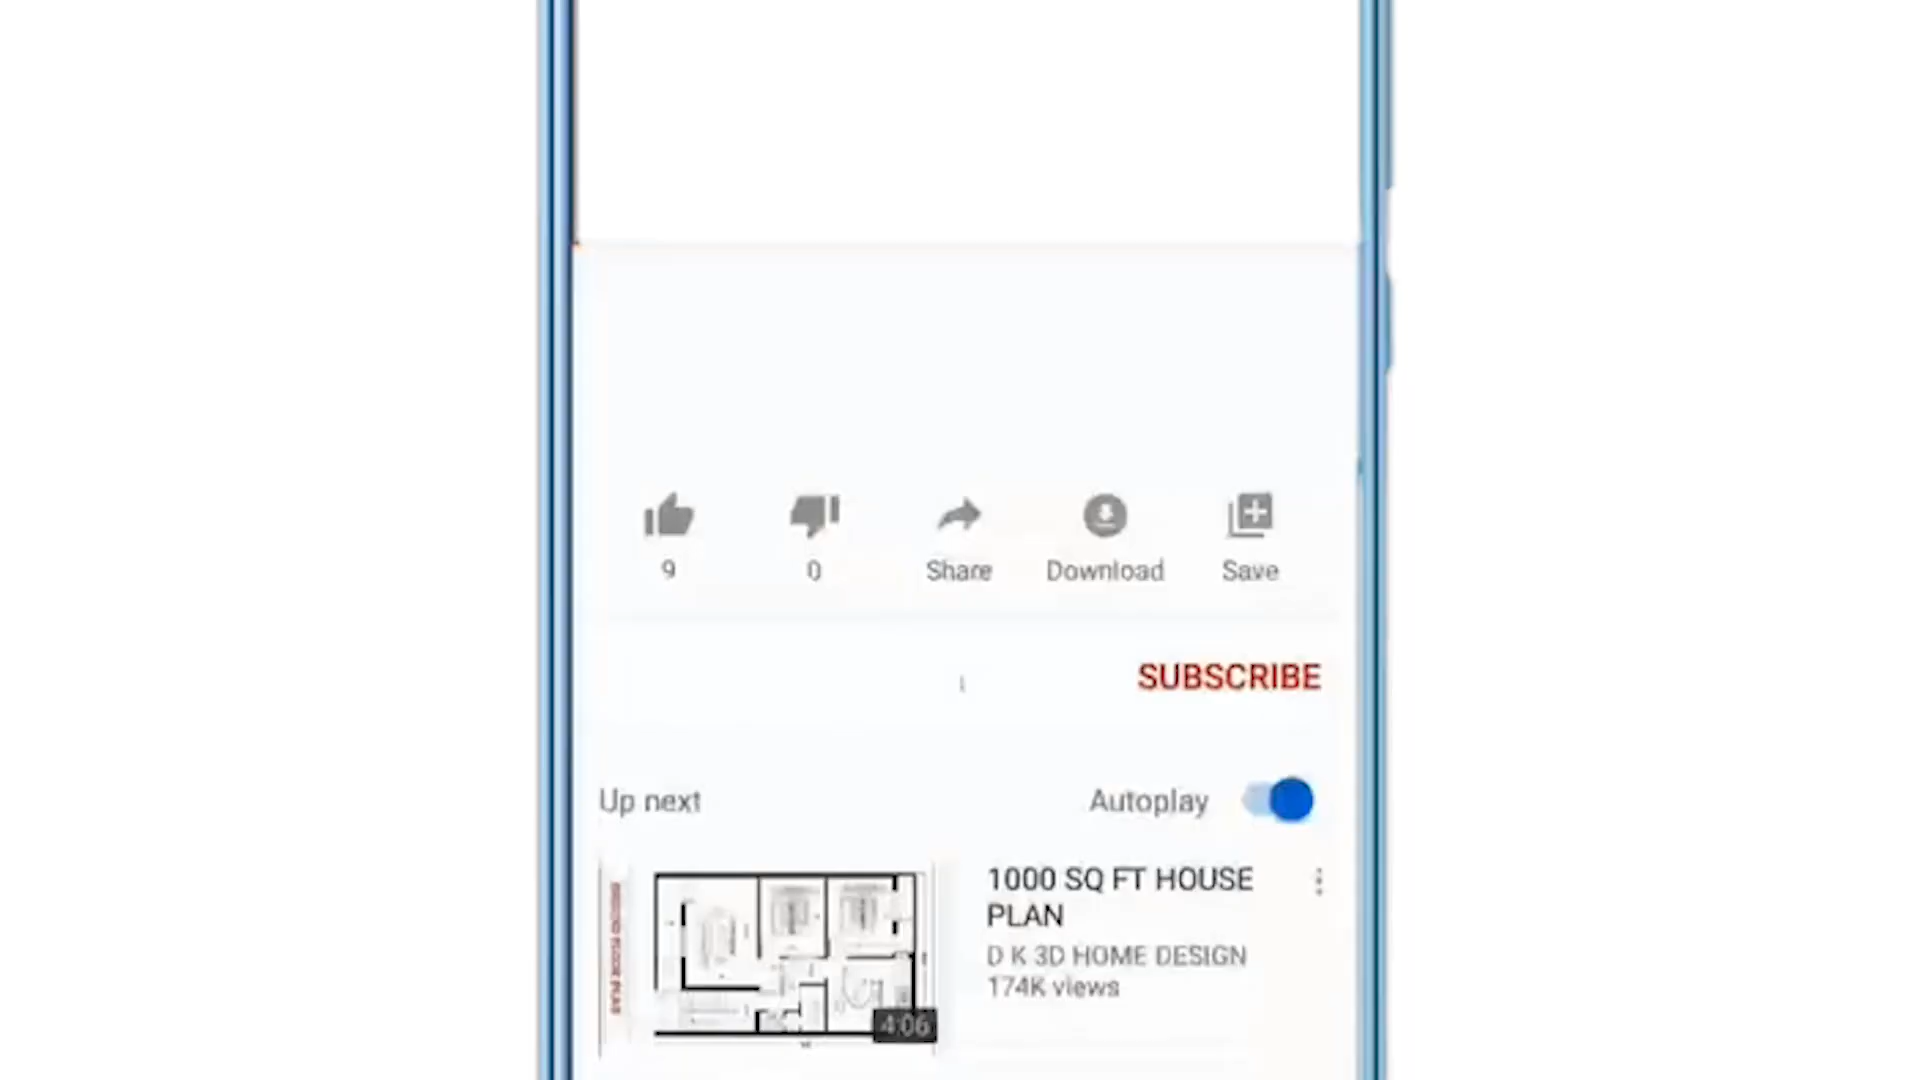 9
0
Share
Download
Save
SUBSCRIBE
Up next
Autoplay
1000 SQ FT HOUSE
PLAN
D K 3D HOME DESIGN
174K views
4:06